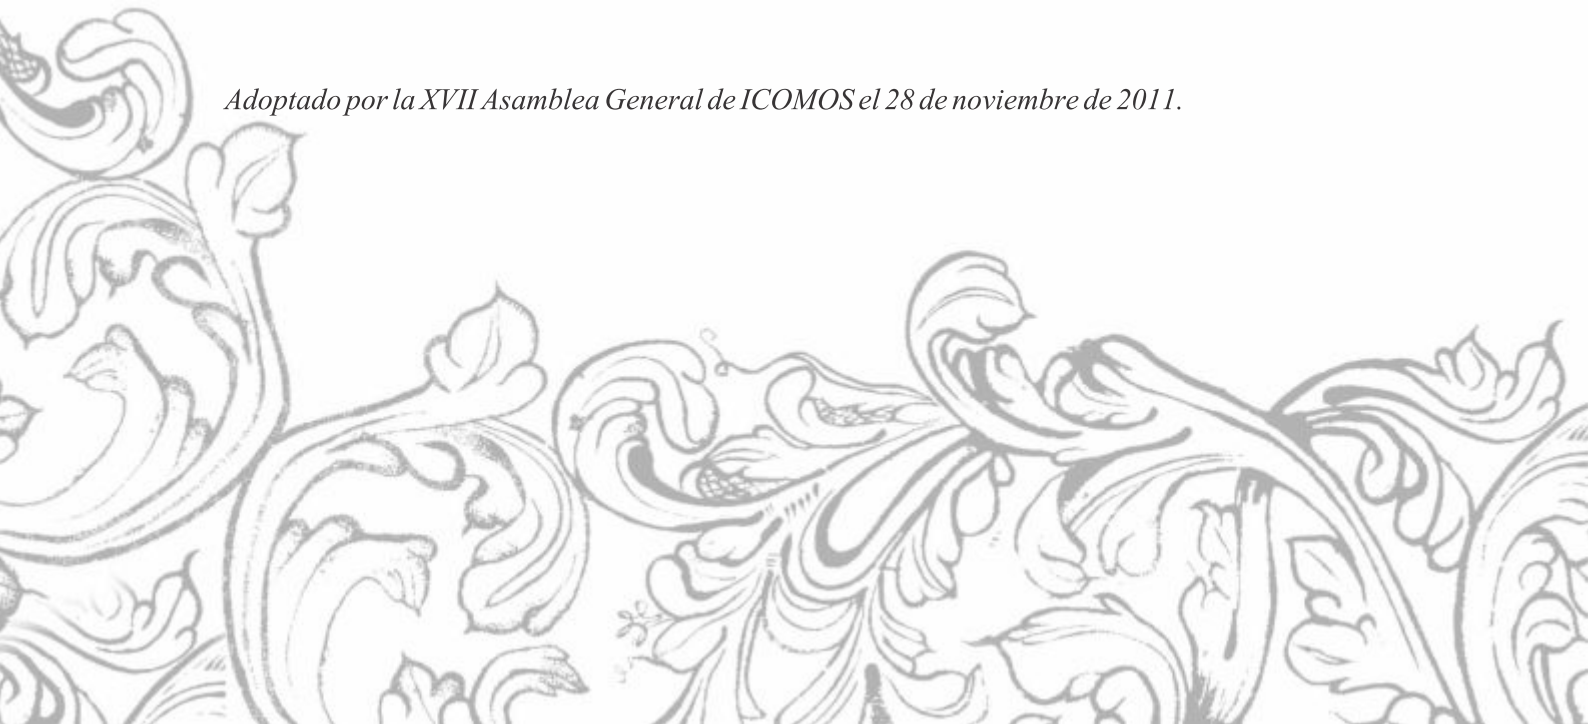 Adoptado por la XVII Asamblea General de ICOMOS el 28 de noviembre de 2011.